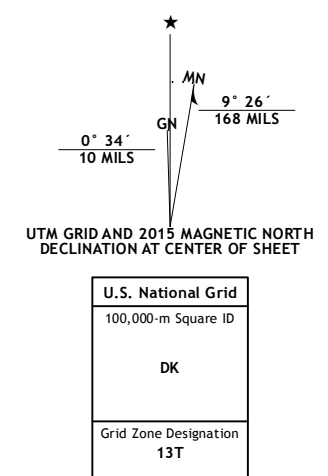 ★
MN
GN
9° 26´
168 MILS
0° 34´
10 MILS
UTM GRID AND 2015 MAGNETIC NORTH
DECLINATION AT CENTER OF SHEET
U.S. National Grid
100,000-m Square ID
DK
Grid Zone Designation
13T